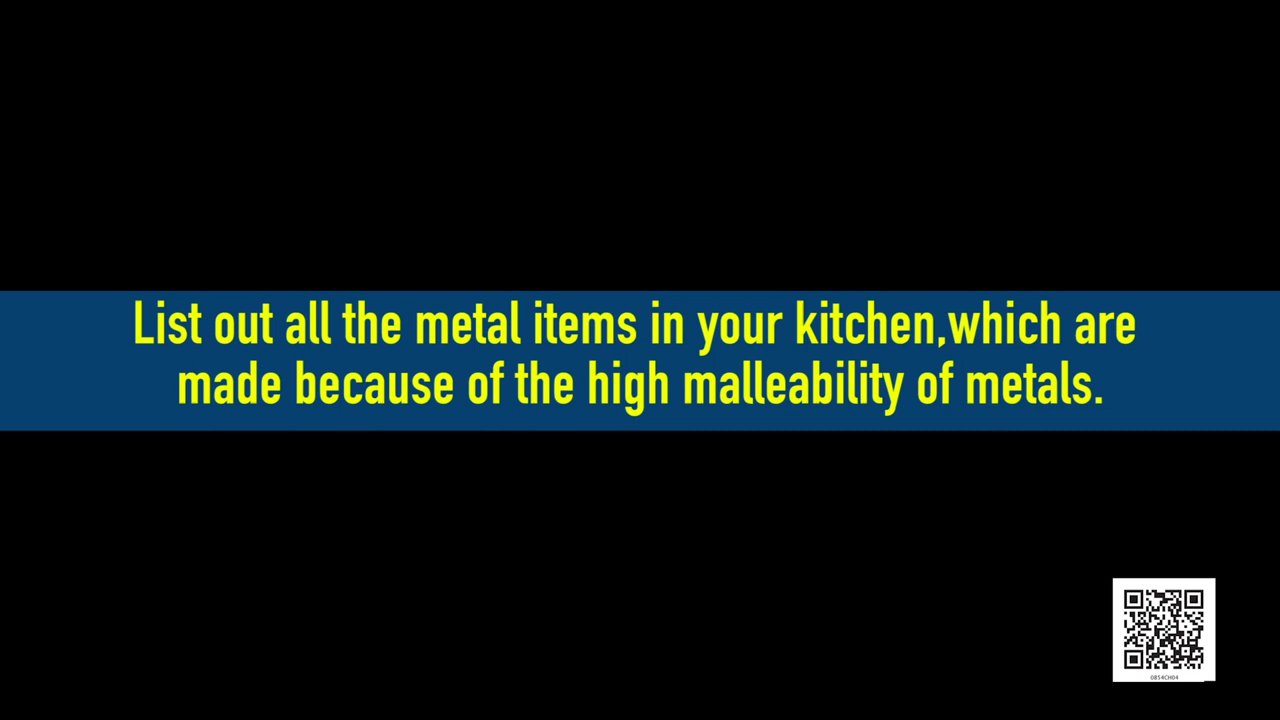 List out all the metal items in your kitchen,which are
made because of the high malleability of metals.
0854CH04